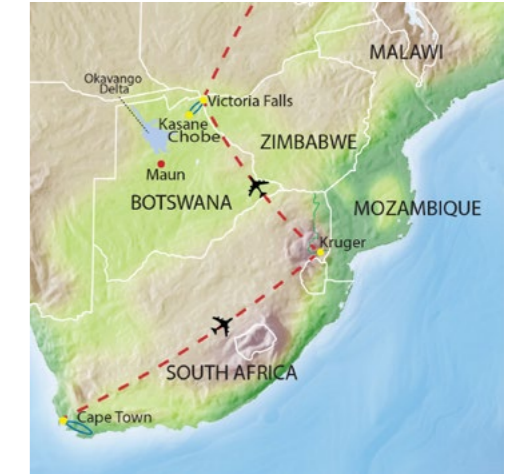 MALAWI
Okavango
Delta
Victoria Falls
Kasane
Chobe
ZIMBABWE
Maun
BOTSWANA
MOZAMBIQUE
Kruger
SOUTH AFRICA
Cape Town